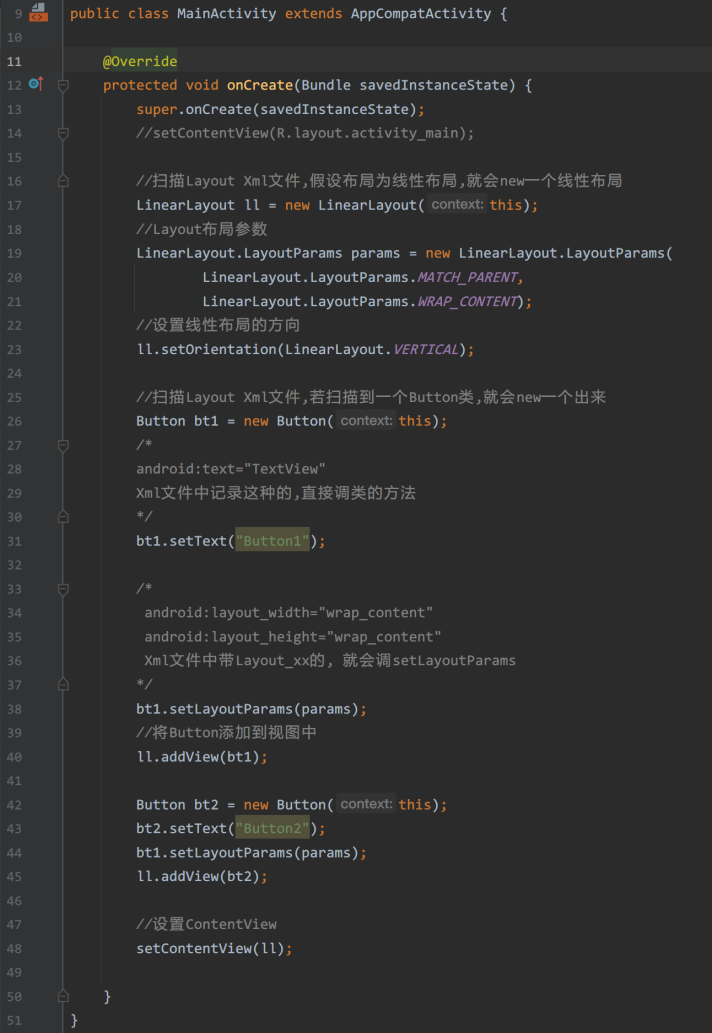 9 public class MainActivity extends AppCompatActivity {
10
11     @Override
12     protected void onCreate(Bundle savedInstanceState) {
13         super.onCreate(savedInstanceState);
14         //setContentView(R.layout.activity_main);
15
16         //扫描Layout Xml文件,假设布局为线性布局,就会new一个线性布局
17         LinearLayout ll = new LinearLayout( context: this);
18         //Layout布局参数
19         LinearLayout.LayoutParams params = new LinearLayout.LayoutParams(
20                 LinearLayout.LayoutParams.MATCH_PARENT,
21                 LinearLayout.LayoutParams.WRAP_CONTENT);
22         //设置线性布局的方向
23         ll.setOrientation(LinearLayout.VERTICAL);
24
25         //扫描Layout Xml文件,若扫描到一个Button类,就会new一个出来
26         Button bt1 = new Button( context: this);
27         /*
28         android:text="TextView"
29         Xml文件中记录这种的,直接调类的方法
30         */
31         bt1.setText("Button1");
32
33         /*
34          android:layout_width="wrap_content"
35          android:layout_height="wrap_content"
36          Xml文件中带Layout_xx的，就会调setLayoutParams
37         */
38         bt1.setLayoutParams(params);
39         //将Button添加到视图中
40         ll.addView(bt1);
41
42         Button bt2 = new Button( context: this);
43         bt2.setText("Button2");
44         bt1.setLayoutParams(params);
45         ll.addView(bt2);
46
47         //设置ContentView
48         setContentView(ll);
49
50     }
51 }